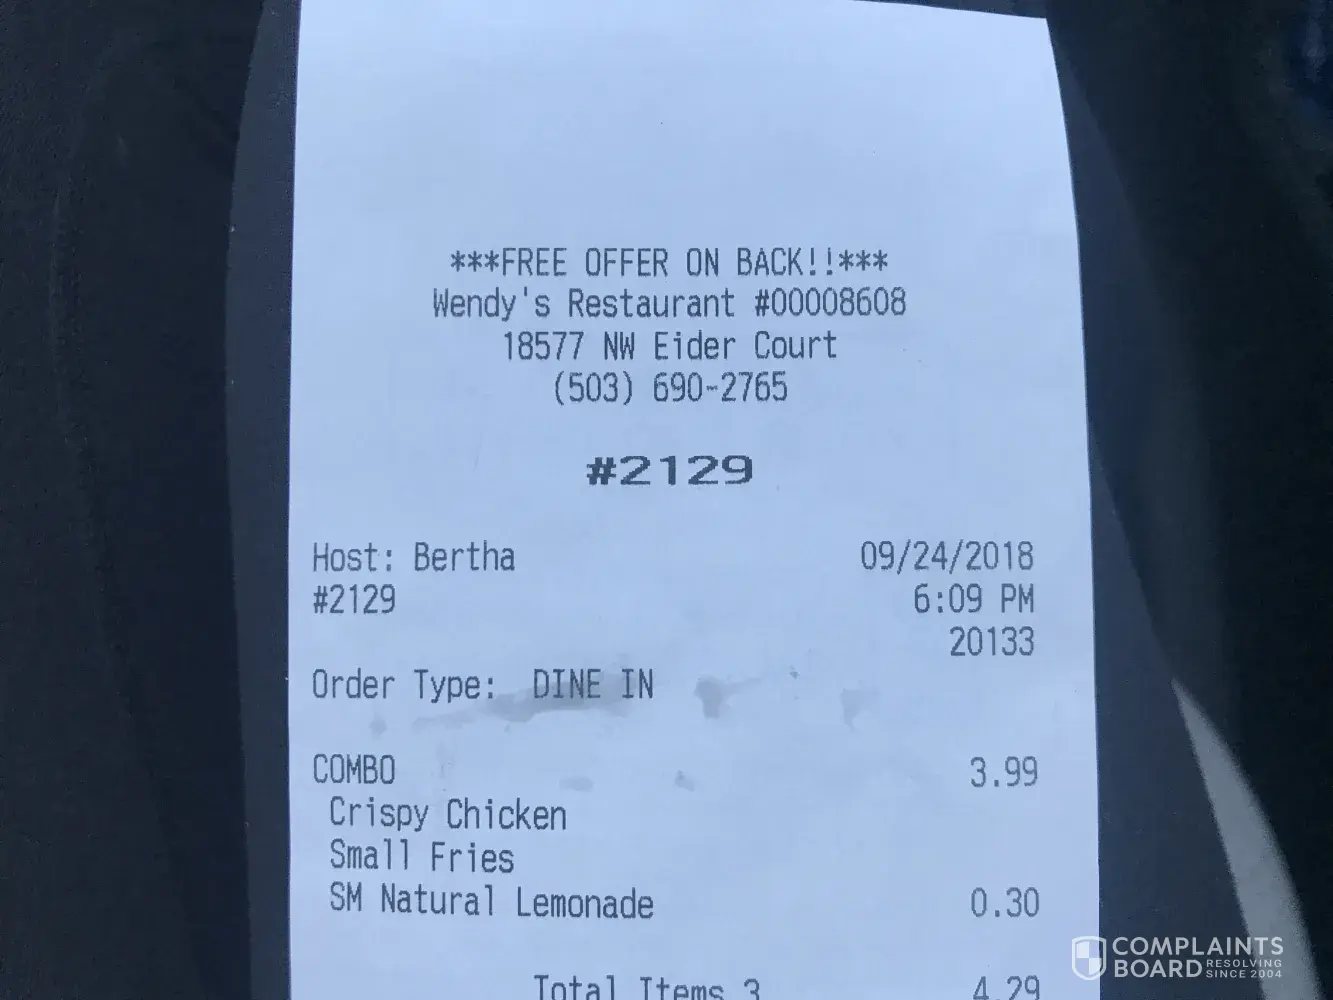 ***FREE OFFER ON BACK!!***
Wendy's Restaurant #00008608
18577 NW Eider Court
(503) 690-2765
#2129
Host: Bertha 09/24/2018
#2129 6:09 PM
20133
Order Type: DINE IN
COMBO 3.99
Crispy Chicken
Small Fries
SM Natural Lemonade 0.30
Total Items 3 4.29
COMPLAINTS
BOARD RESOLVING
SINCE 2004